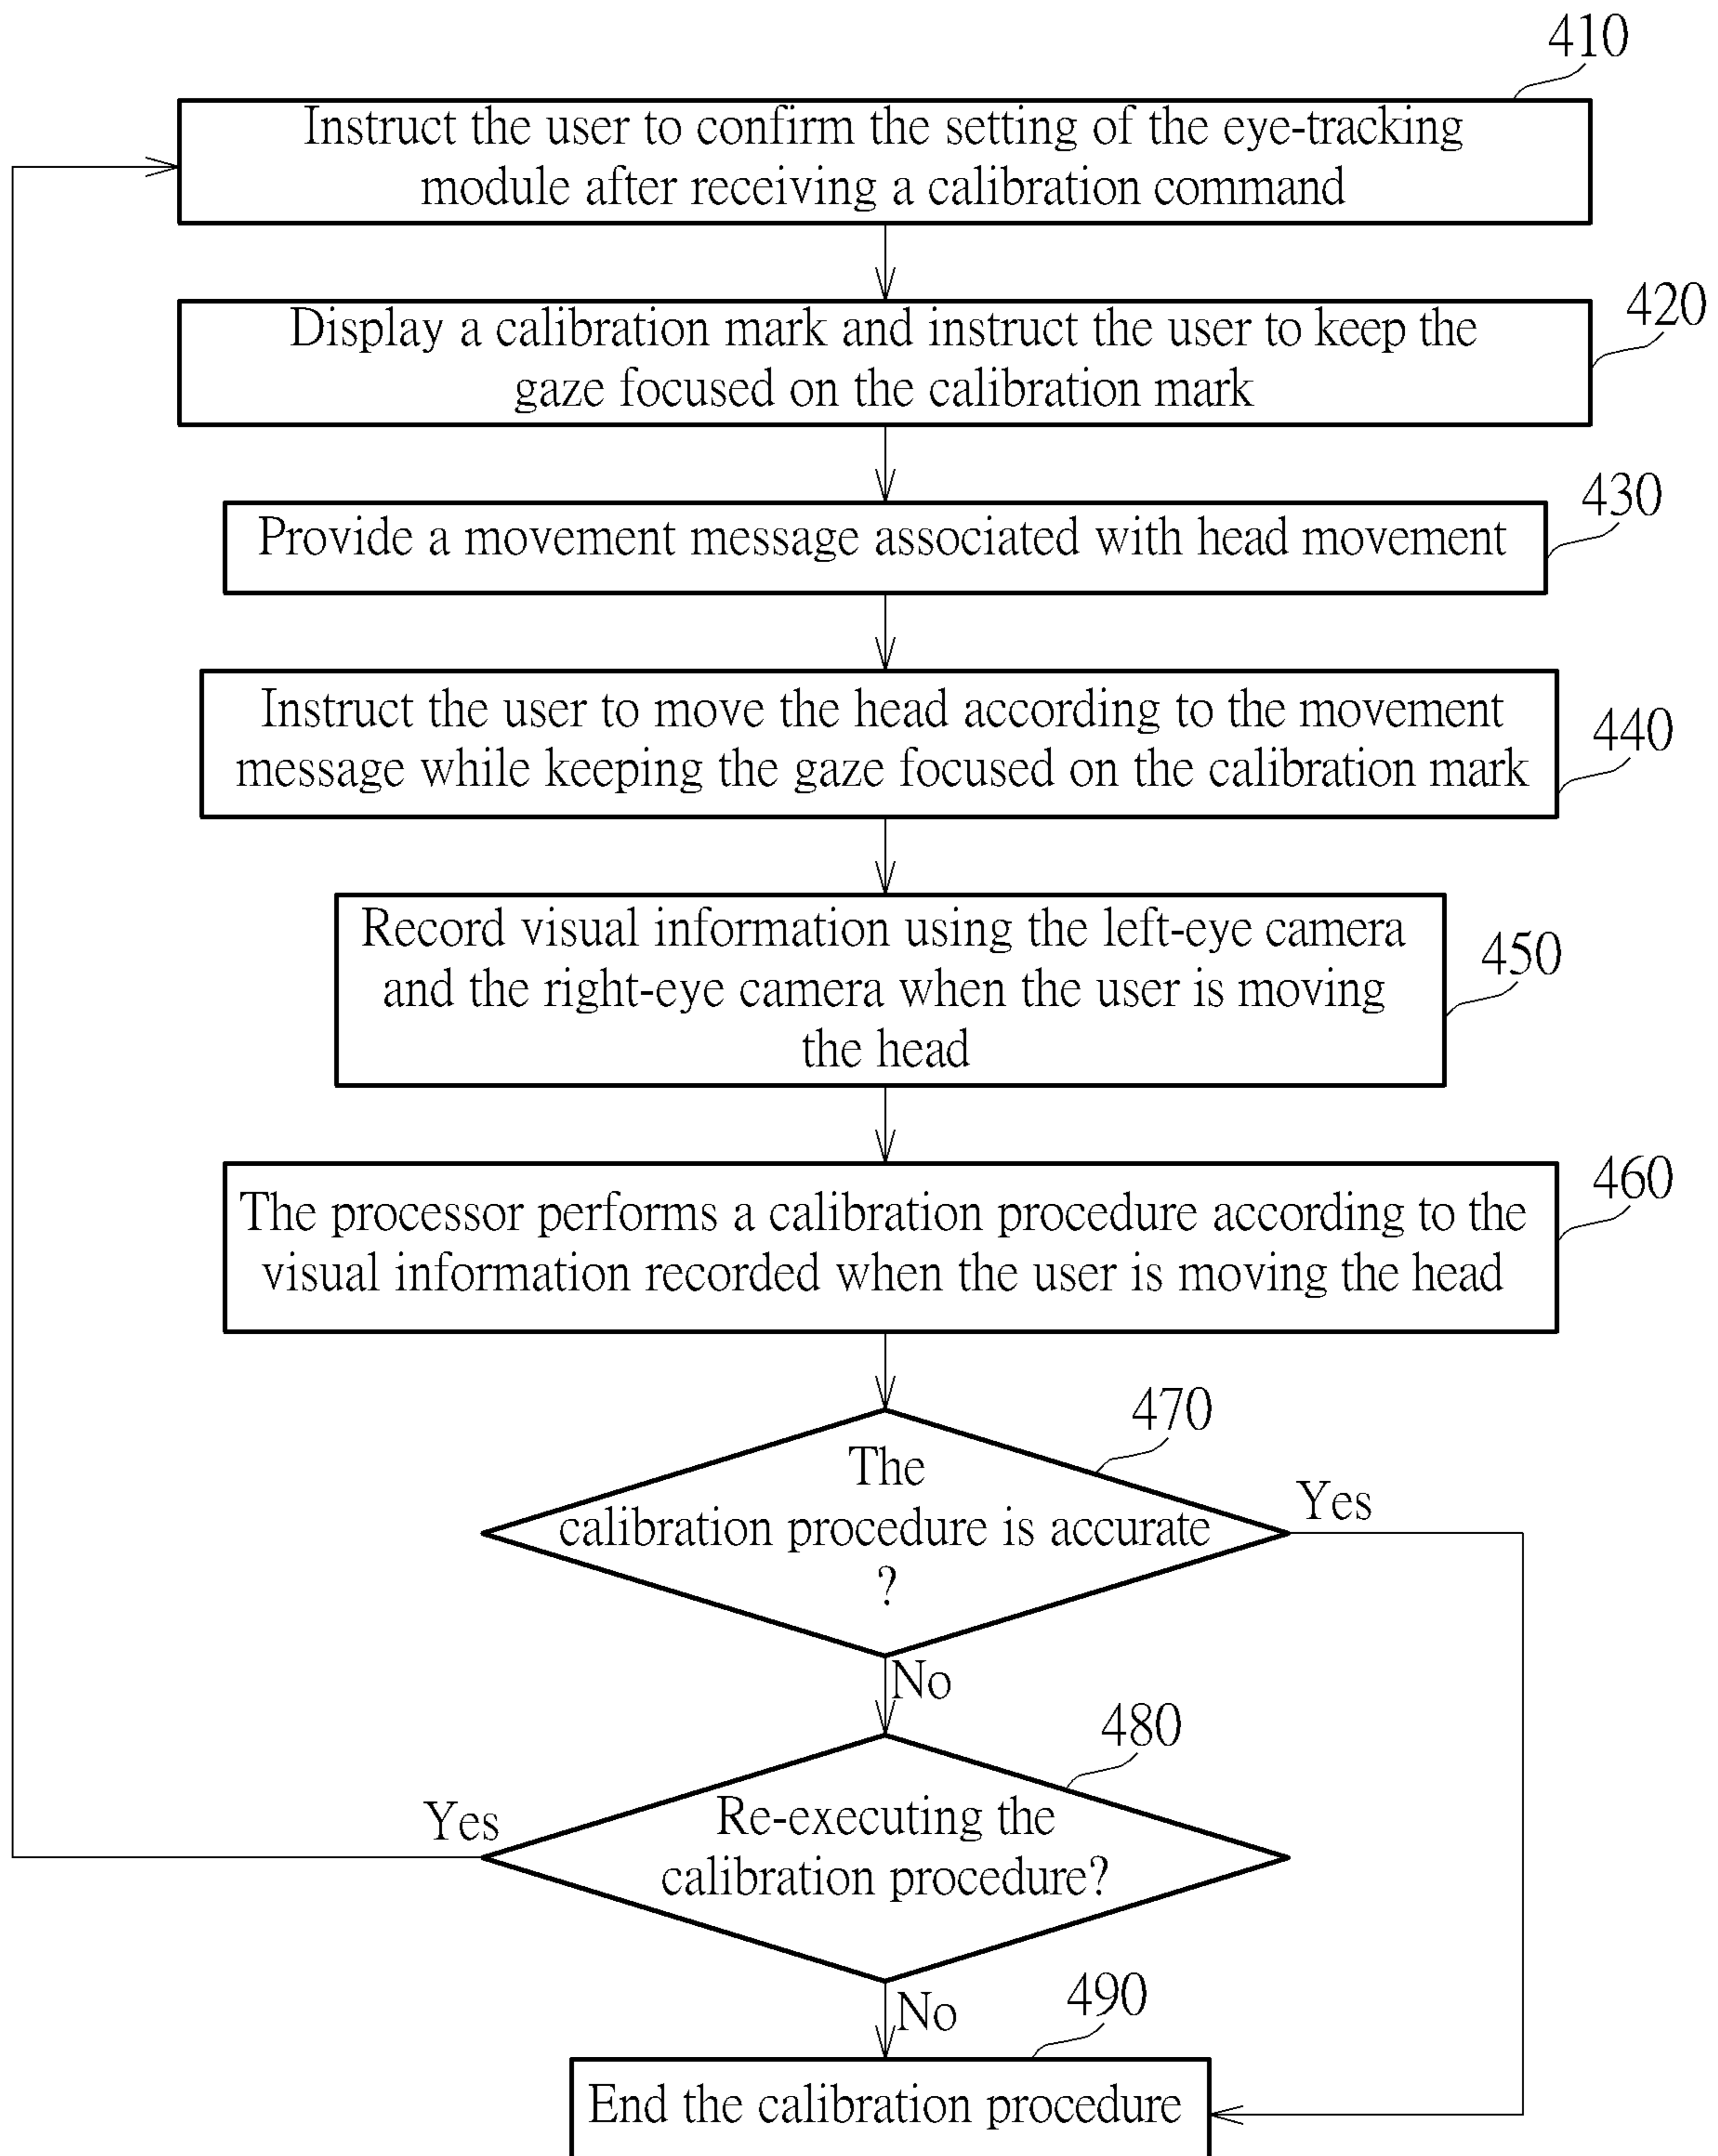 410
Instruct the user to confirm the setting of the eye-tracking
module after receiving a calibration command
420
Display a calibration mark and instruct the user to keep the
gaze focused on the calibration mark
430
Provide a movement message associated with head movement
440
Instruct the user to move the head according to the movement
message while keeping the gaze focused on the calibration mark
450
Record visual information using the left-eye camera
and the right-eye camera when the user is moving
the head
460
The processor performs a calibration procedure according to the
visual information recorded when the user is moving the head
470
The
calibration procedure is accurate
?
Yes
No
480
Re-executing the
calibration procedure?
Yes
No
490
End the calibration procedure